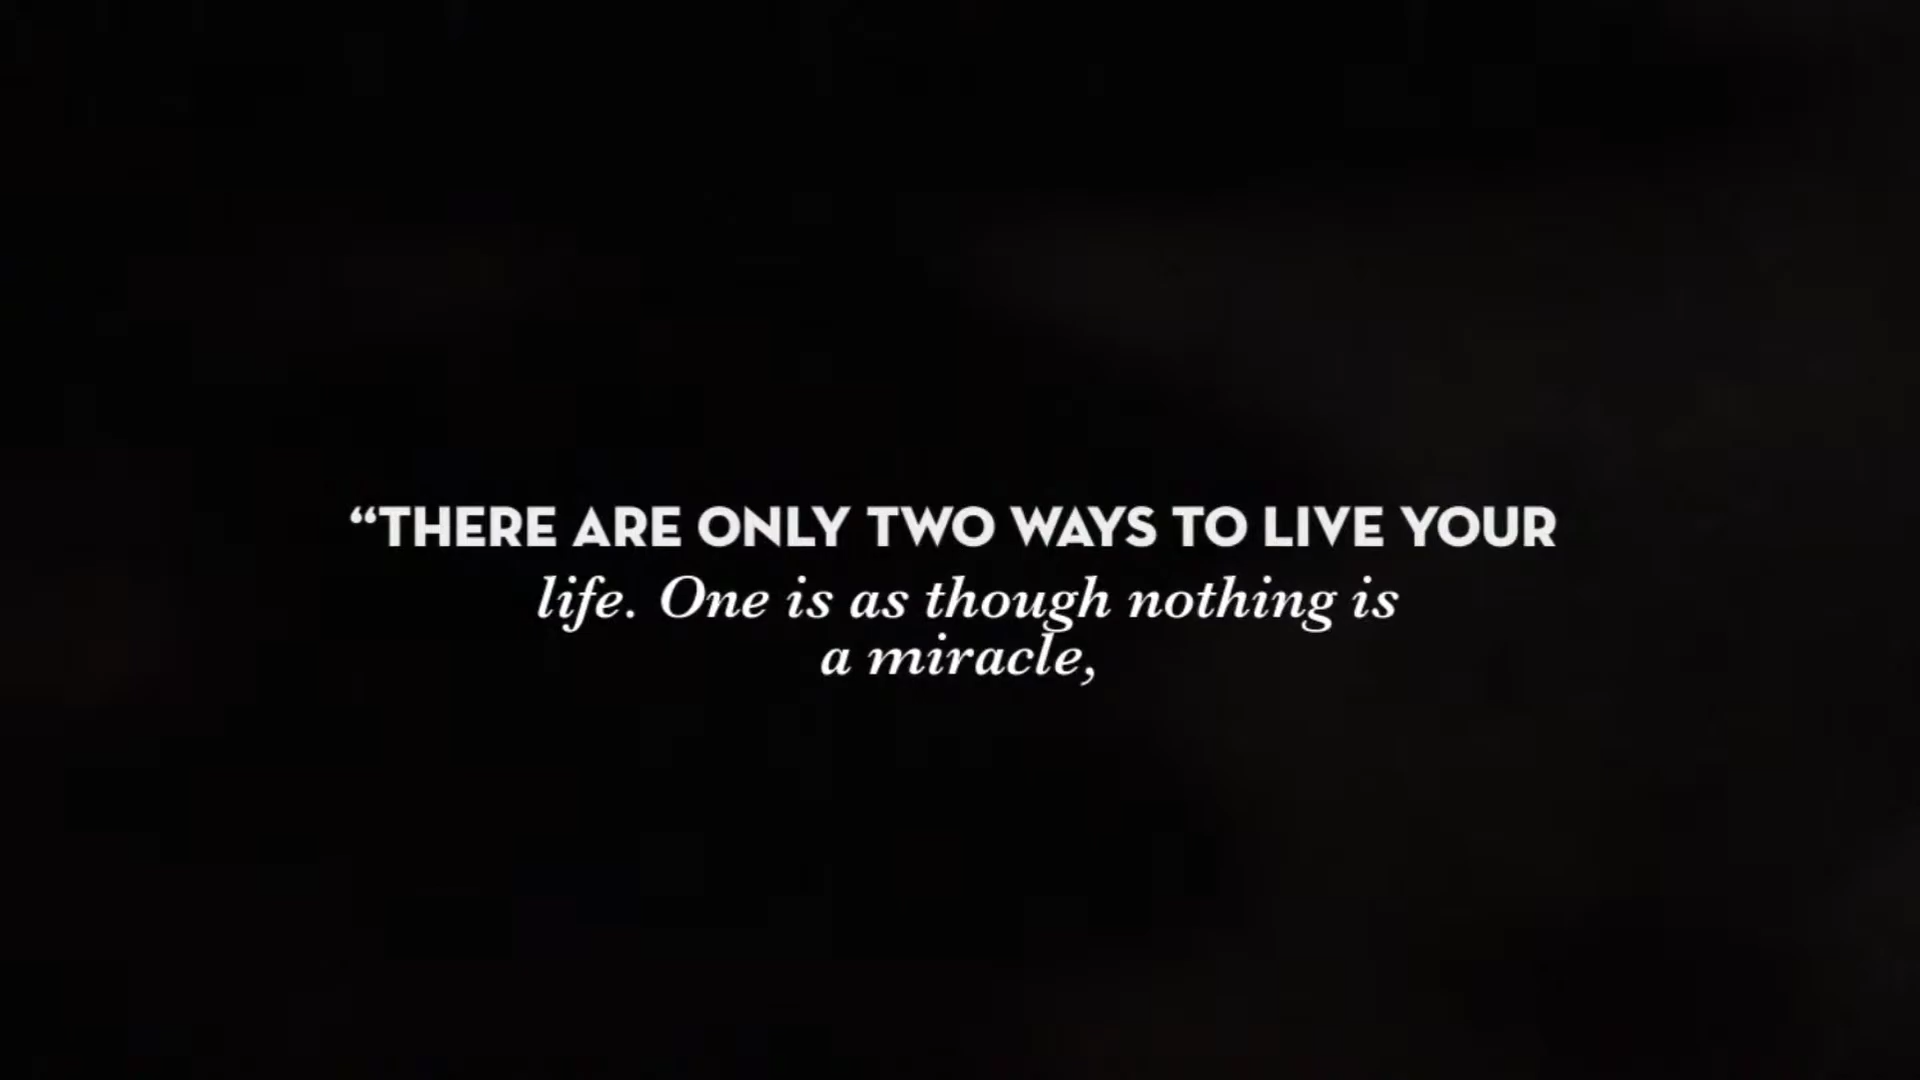 “THERE ARE ONLY TWO WAYS TO LIVE YOUR
life. One is as though nothing is
a miracle,